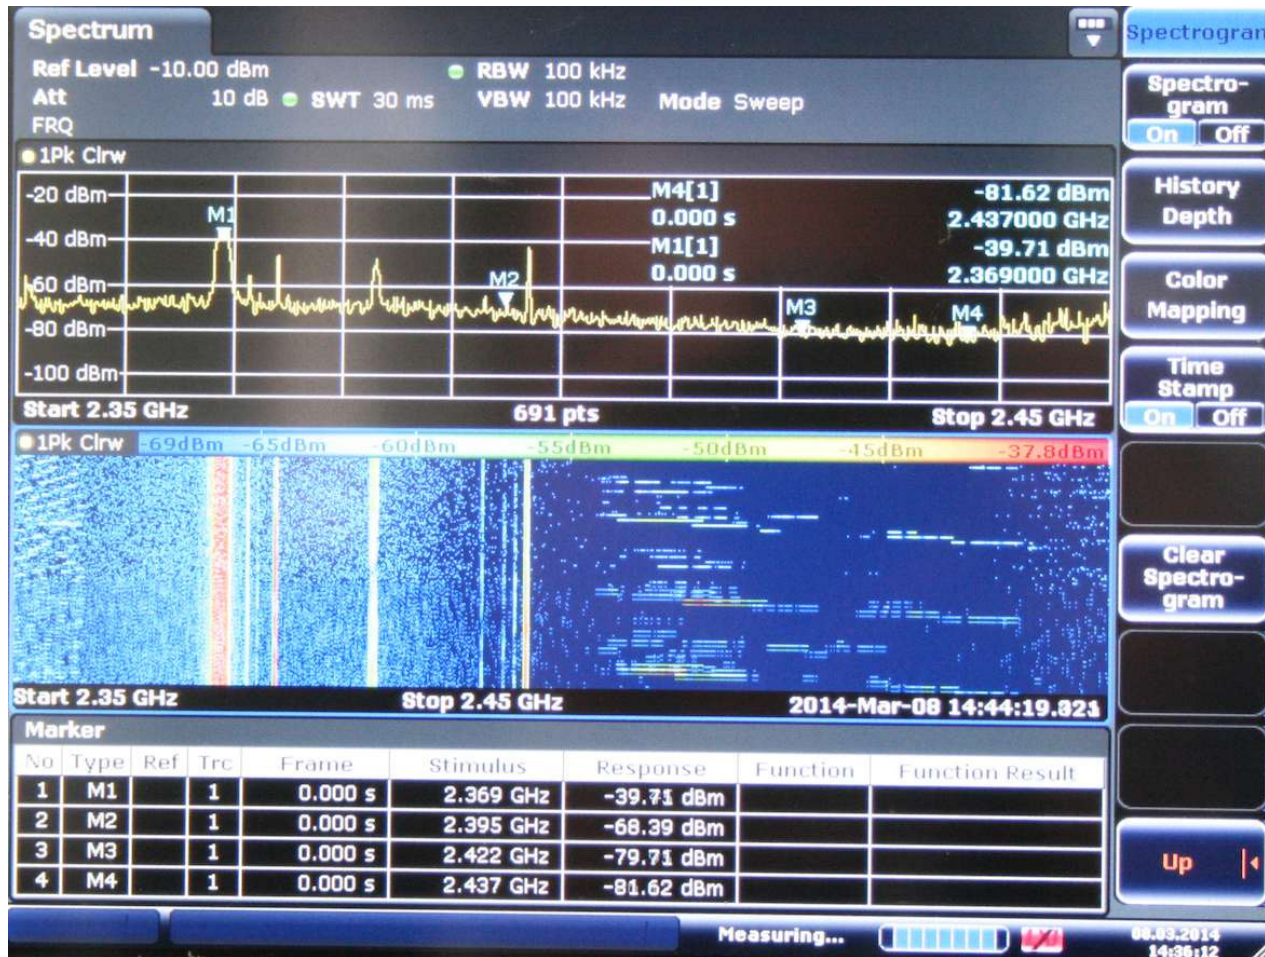 Spectrum
Spectrogram
Ref Level -10.00 dBm RBW 100 kHz
Att 10 dB SWT 30 ms VBW 100 kHz Mode Sweep
FRQ
1Pk Clrw
-20 dBm
-40 dBm
-60 dBm
-80 dBm
-100 dBm
M1
M2
M3
M4
M4[1] -81.62 dBm
0.000 s 2.437000 GHz
M1[1] -39.71 dBm
0.000 s 2.369000 GHz
Start 2.35 GHz 691 pts Stop 2.45 GHz
1Pk Clrw -69dBm -65dBm -60dBm -55dBm -50dBm -45dBm -37.8dBm
Start 2.35 GHz Stop 2.45 GHz 2014-Mar-08 14:44:19
Marker
No Type Ref Trc Frame Stimulus Response Function Function Result
1 M1 1 0.000 s 2.369 GHz -39.71 dBm
2 M2 1 0.000 s 2.395 GHz -68.39 dBm
3 M3 1 0.000 s 2.422 GHz -79.71 dBm
4 M4 1 0.000 s 2.437 GHz -81.62 dBm
Spectro-
gram
On Off
History
Depth
Color
Mapping
Time
Stamp
On Off
Clear
Spectro-
gram
Up
Measuring...
08.03.2014